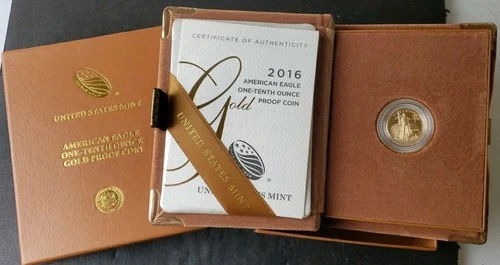 UNITED STATES MINT
AMERICAN EAGLE
ONE-TENTH OUNCE
GOLD PROOF COIN
CERTIFICATE OF AUTHENTICITY
2016
AMERICAN EAGLE
ONE-TENTH OUNCE
PROOF COIN
Gold
UNITED STATES MINT
UNITED STATES MINT